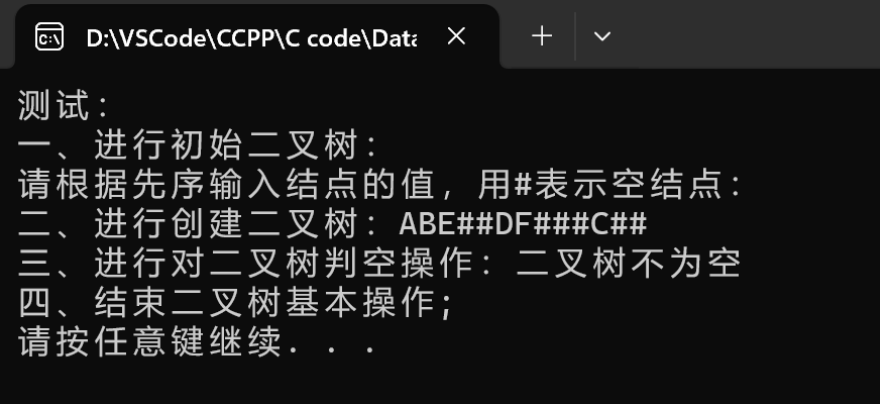 D:\VSCode\CCPP\C code\Data
测试：
一、进行初始二叉树：
请根据先序输入结点的值，用#表示空结点：
二、进行创建二叉树：ABE##DF###C##
三、进行对二叉树判空操作：二叉树不为空
四、结束二叉树基本操作；
请按任意键继续. . .